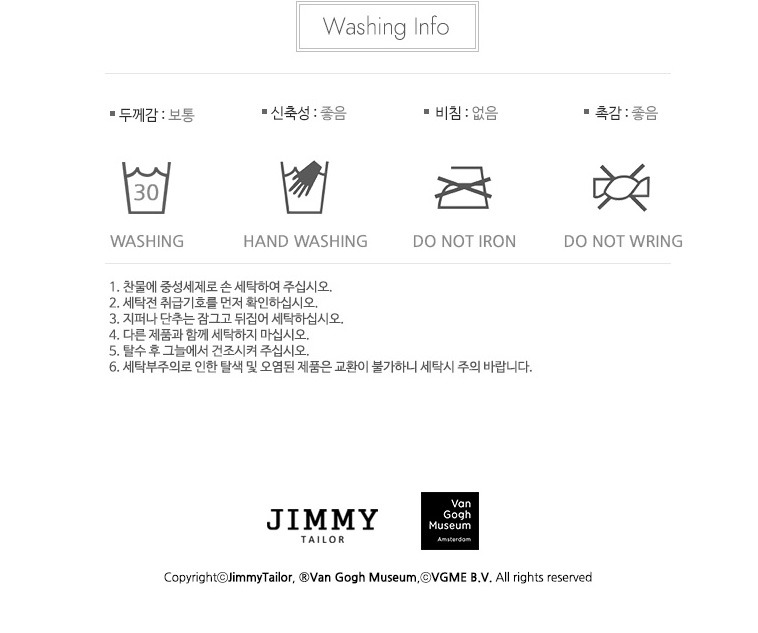 Washing Info
두께감 : 보통
신축성 : 좋음
비침 : 없음
촉감 : 좋음
30
WASHING
HAND WASHING
DO NOT IRON
DO NOT WRING
1. 찬물에 중성세제로 손 세탁하여 주십시오.
2. 세탁전 취급기호를 먼저 확인하십시오.
3. 지퍼나 단추는 잠그고 뒤집어 세탁하십시오.
4. 다른 제품과 함께 세탁하지 마십시오.
5. 탈수 후 그늘에서 건조시켜 주십시오.
6. 세탁부주의로 인한 탈색 및 오염된 제품은 교환이 불가하니 세탁시 주의 바랍니다.
JIMMY
TAILOR
Van
Gogh
Museum
Amsterdam
CopyrightⓒJimmyTailor, ®Van Gogh Museum,ⓒVGME B.V. All rights reserved